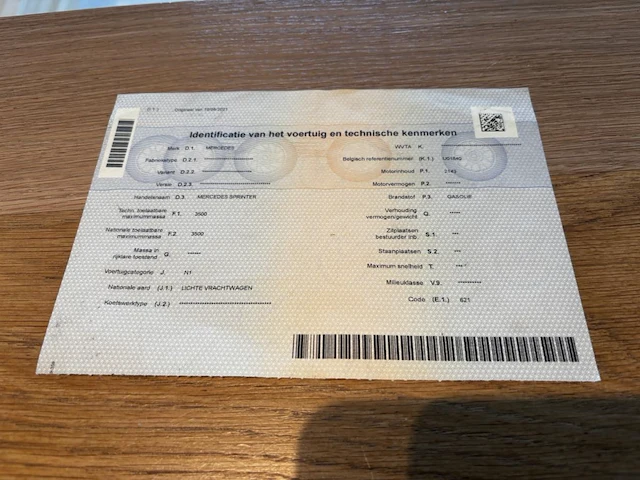 Origineel van 10/09/2021
Identificatie van het voertuig en technische kenmerken
Merk D.1. MERCEDES
Fabriekstype D.2.1.
Variant D.2.2.
Versie D.2.3.
Handelsnaam D.3 MERCEDES SPRINTER
Techn. toelaatbare maximummassa F.1. 3500
Nationale toelaatbare maximummassa F.2 3500
Massa in rijklare toestand G.
Voertuigcategorie J. N1
Nationale aard (J.1.) LICHTE VRACHTWAGEN
Koetswerktype (J.2.)
WVTA K.
Belgisch referentienummer (K.1.)
Motorinhoud P.1. 2143
Motorvermogen P.2.
Brandstof P.3. GASOLIE
Verhouding vermogen/gewicht Q.
Zitplaatsen bestuurder inb. S.1.
Staanplaatsen S.2.
Maximum snelheid T.
Milieuklasse V.9.
Code (E.1.) 621